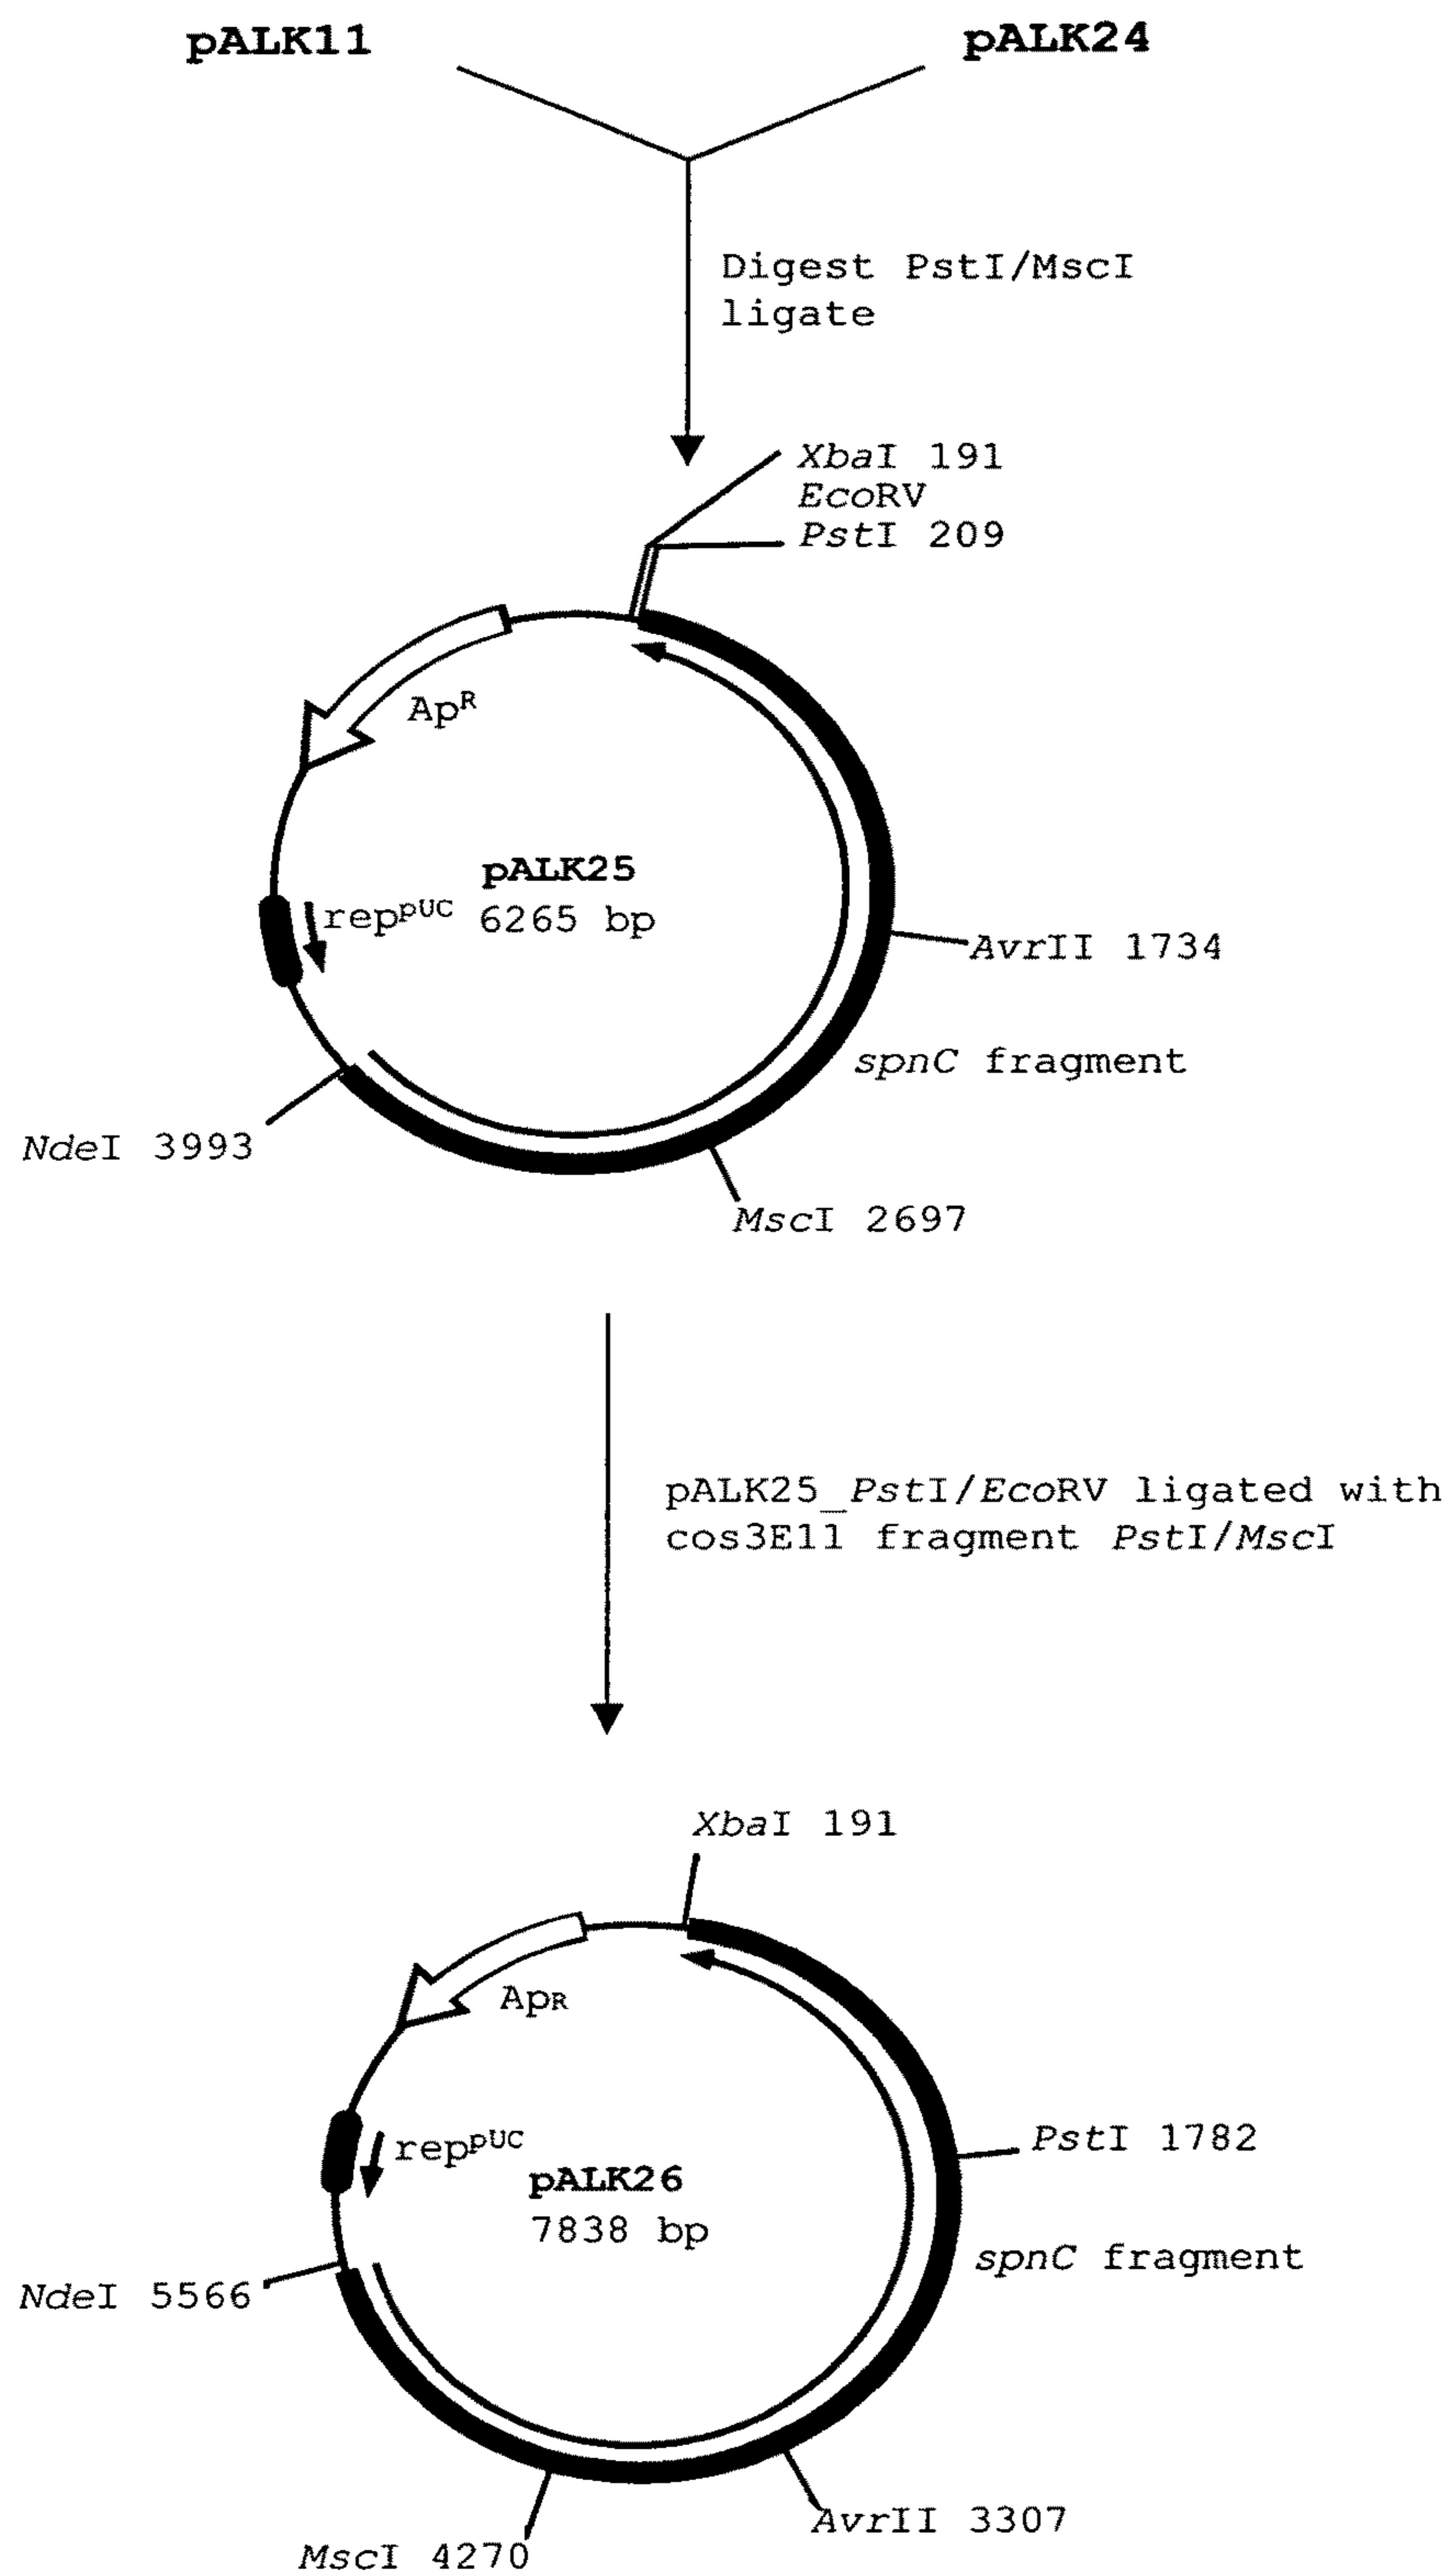 pALK11
pALK24
Digest PstI/MscI
ligate
XbaI 191
EcoRV
PstI 209
ApR
pALK25
reppUC 6265 bp
AvrII 1734
spnC fragment
NdeI 3993
MscI 2697
pALK25_PstI/EcoRV ligated with
cos3E11 fragment PstI/MscI
XbaI 191
ApR
PstI 1782
reppUC
pALK26
7838 bp
spnC fragment
NdeI 5566
AvrII 3307
MscI 4270